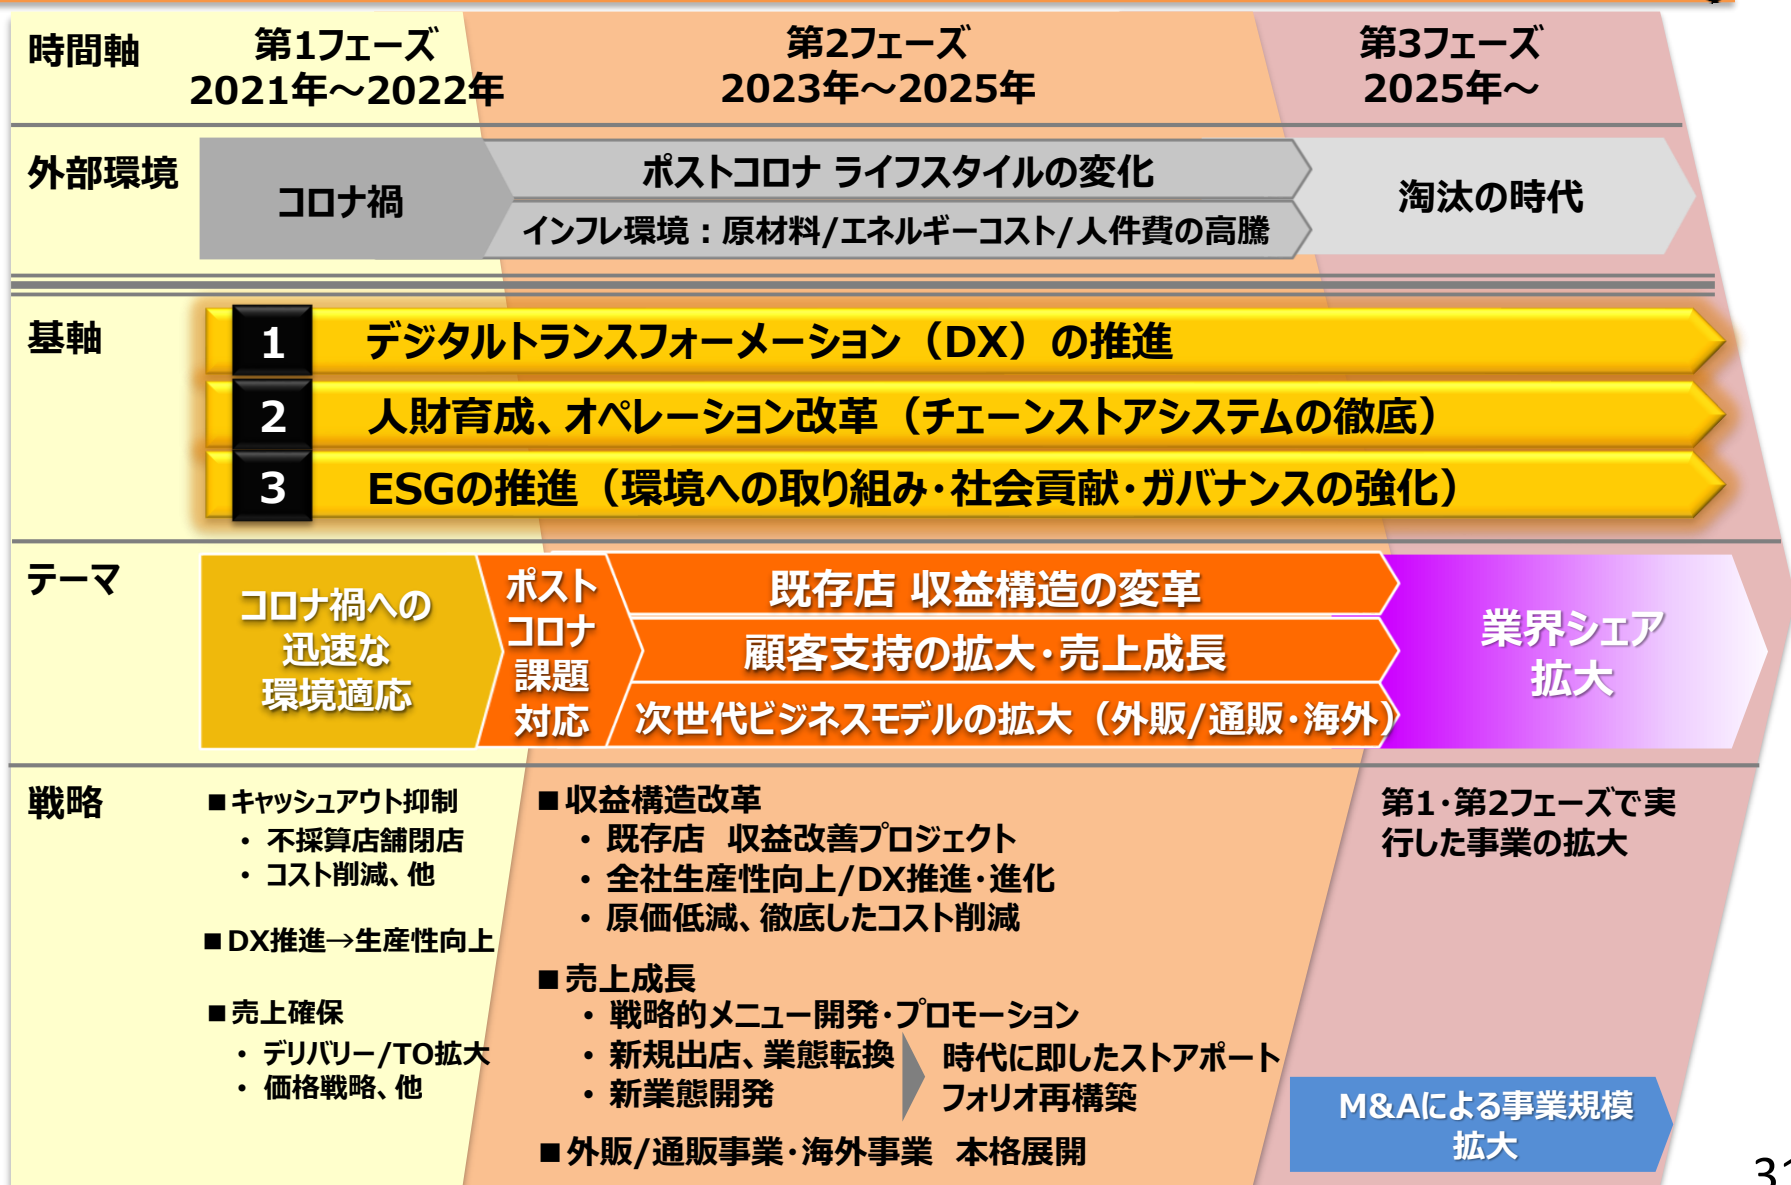 時間軸
第1フェーズ
2021年～2022年
第2フェーズ
2023年～2025年
第3フェーズ
2025年～
外部環境
コロナ禍
ポストコロナ ライフスタイルの変化
インフレ環境：原材料/エネルギーコスト/人件費の高騰
淘汰の時代
基軸
1 デジタルトランスフォーメーション（DX）の推進
2 人財育成、オペレーション改革（チェーンストアシステムの徹底）
3 ESGの推進（環境への取り組み・社会貢献・ガバナンスの強化）
テーマ
コロナ禍への
迅速な
環境適応
ポスト
コロナ
課題
対応
既存店 収益構造の変革
顧客支持の拡大・売上成長
次世代ビジネスモデルの拡大（外販/通販・海外）
業界シェア
拡大
戦略
■キャッシュアウト抑制
・ 不採算店舗閉店
・ コスト削減、他
■DX推進→生産性向上
■売上確保
・ デリバリー/TO拡大
・ 価格戦略、他
■収益構造改革
・ 既存店 収益改善プロジェクト
・ 全社生産性向上/DX推進・進化
・ 原価低減、徹底したコスト削減
■売上成長
・ 戦略的メニュー開発・プロモーション
・ 新規出店、業態転換
・ 新業態開発
時代に即したストアポート
フォリオ再構築
■外販/通販事業・海外事業 本格展開
第1・第2フェーズで実
行した事業の拡大
M&Aによる事業規模
拡大
31